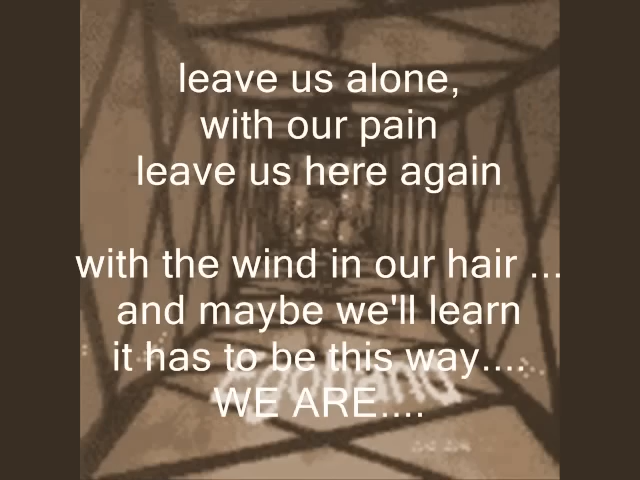 leave us alone,
with our pain
leave us here again
with the wind in our hair ...
and maybe we'll learn
it has to be this way....
WE ARE....